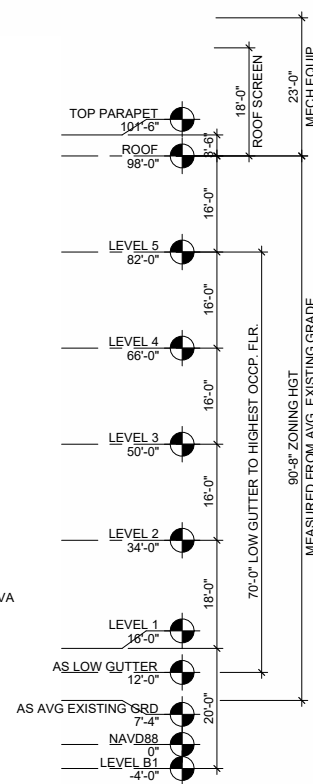 TOP PARAPET
101'-6"
ROOF
98'-0"
LEVEL 5
82'-0"
LEVEL 4
66'-0"
LEVEL 3
50'-0"
LEVEL 2
34'-0"
LEVEL 1
16'-0"
AS LOW GUTTER
12'-0"
AS AVG EXISTING GRD
7'-4"
NAVD88
0"
LEVEL B1
-4'-0"
VA
3'-6"
16'-0"
16'-0"
16'-0"
16'-0"
18'-0"
20'-0"
18'-0"
ROOF SCREEN
70'-0" LOW GUTTER TO HIGHEST OCCP. FLR.
23'-0"
MECH EQUIP
90'-8" ZONING HGT
MEASURED FROM AVG. EXISTING GRADE